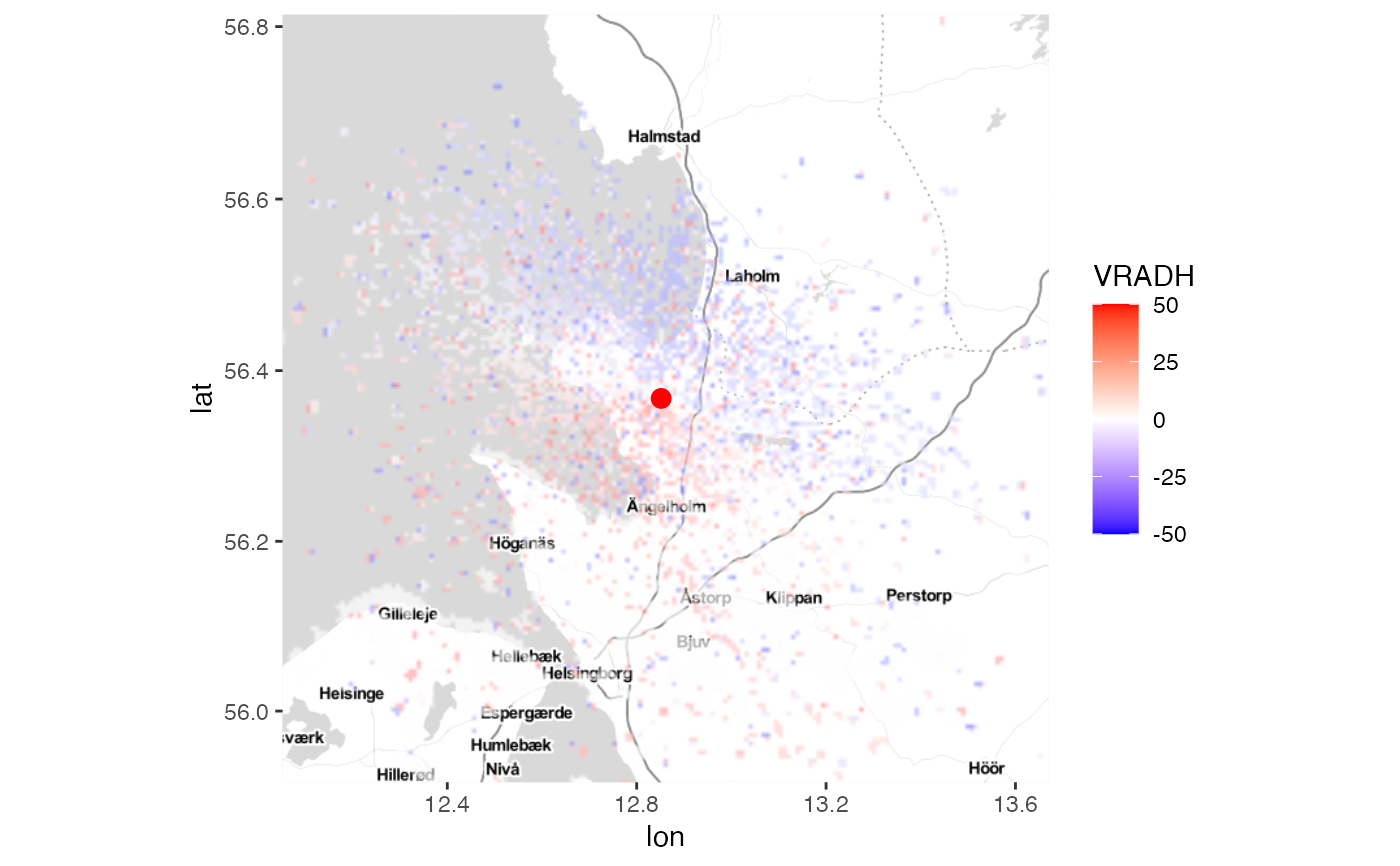 56.8
56.6
56.4
56.2
56.0
lat
Halmstad
Laholm
Ängelholm
Höganäs
Åstorp
Klippan
Perstorp
Gilleleje
Bjuv
Hellebæk
Helsingborg
Helsinge
Espergærde
sværk
Humlebæk
Hillerød
Nivå
Höör
12.4
12.8
13.2
13.6
lon
VRADH
50
25
0
-25
-50